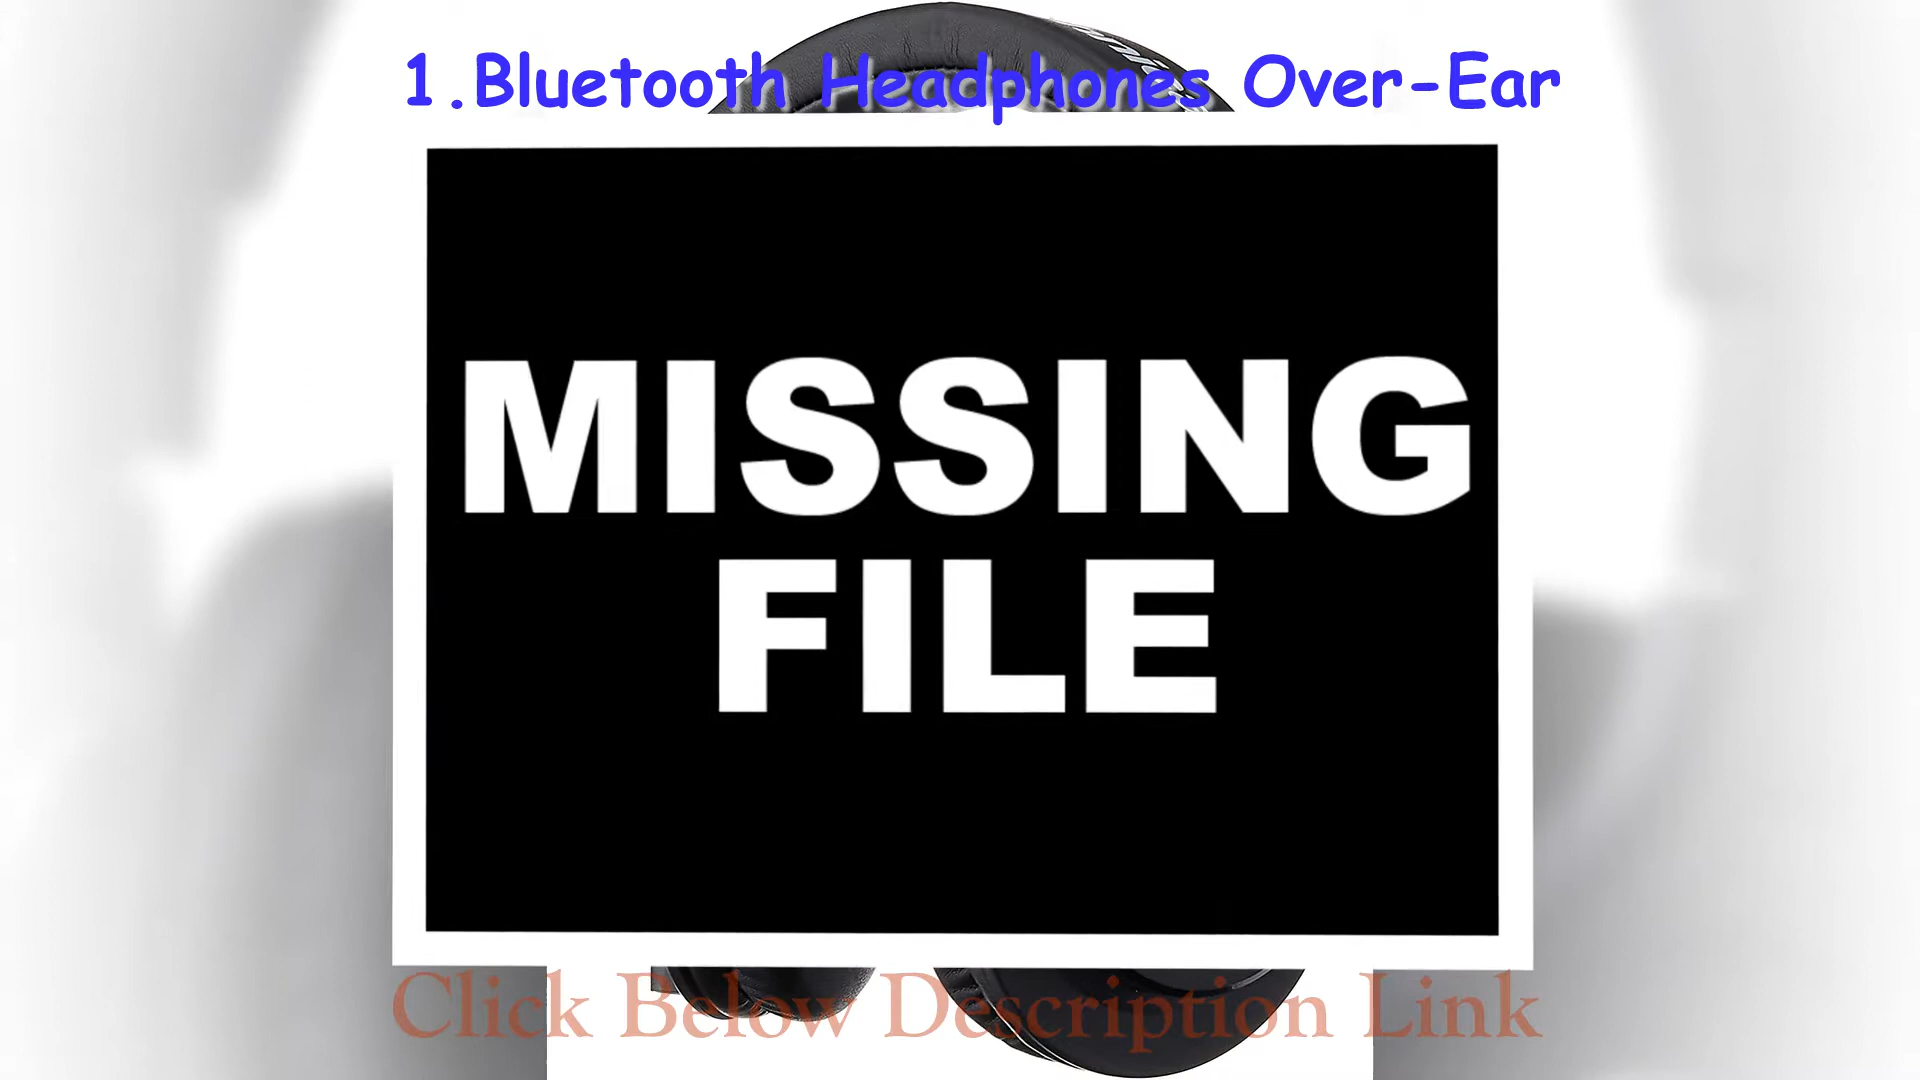 1.Bluetooth Headphones Over-Ear
MISSING
FILE
Click Below Description Link